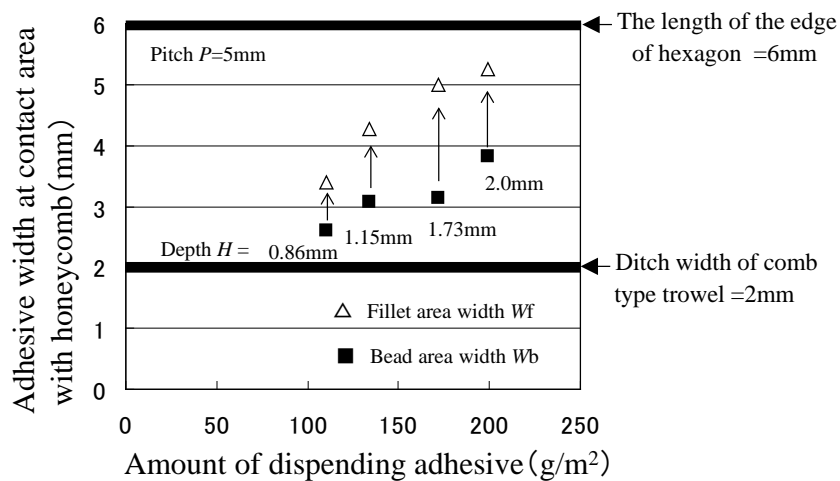 Adhesive width at contact area
with honeycomb(mm)
6
5
4
3
2
1
0
Pitch P=5mm
The length of the edge
of hexagon =6mm
2.0mm
1.73mm
1.15mm
Depth H = 0.86mm
Ditch width of comb
type trowel =2mm
Fillet area width Wf
Bead area width Wb
0 50 100 150 200 250
Amount of dispending adhesive(g/m²)